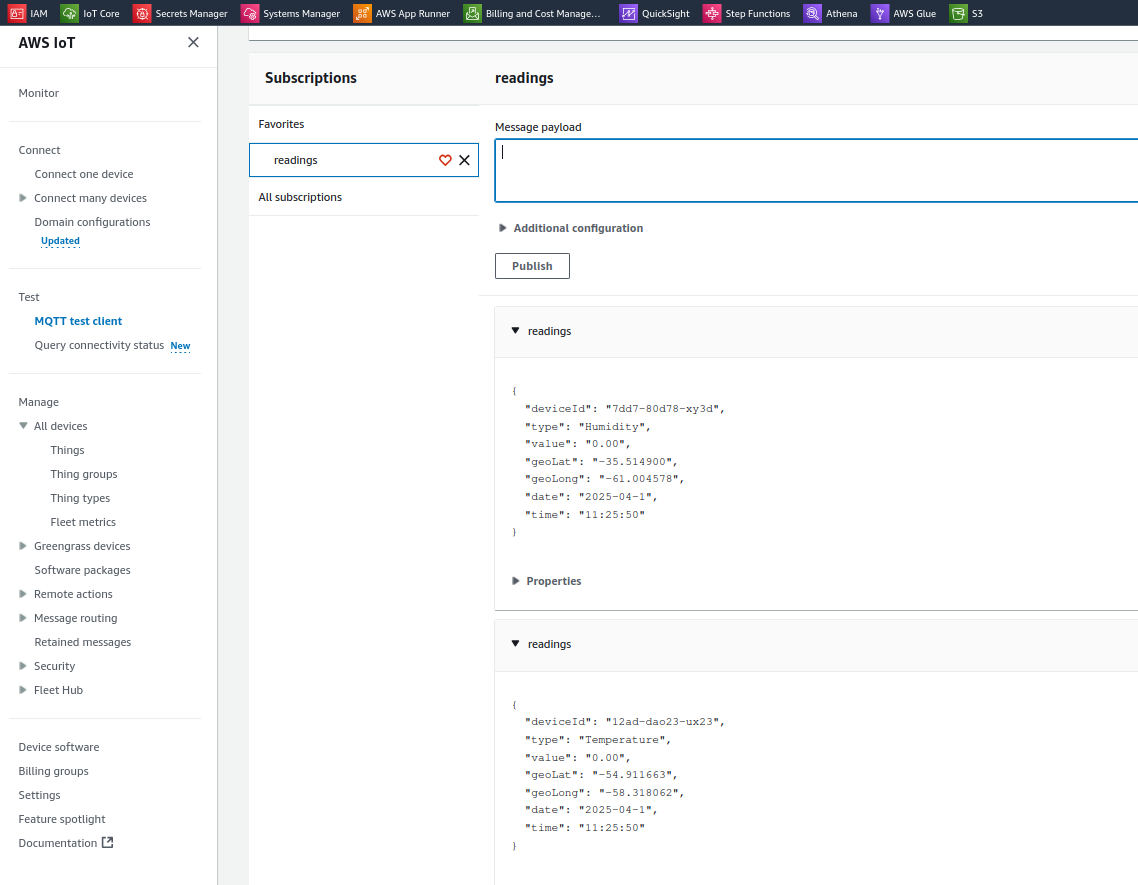 IAM IoT Core Secrets Manager Systems Manager AWS App Runner Billing and Cost Manage... QuickSight Step Functions Athena AWS Glue S3
AWS IoT
Monitor
Connect
Connect one device
Connect many devices
Domain configurations
Updated
Test
MQTT test client
Query connectivity status New
Manage
All devices
Things
Thing groups
Thing types
Fleet metrics
Greengrass devices
Software packages
Remote actions
Message routing
Retained messages
Security
Fleet Hub
Device software
Billing groups
Settings
Feature spotlight
Documentation
Subscriptions
Favorites
readings
All subscriptions
readings
Message payload
Additional configuration
Publish
readings
{
"deviceId": "7dd7-80d78-xy3d",
"type": "Humidity",
"value": "0.00",
"geoLat": "-35.514900",
"geoLong": "-61.004578",
"date": "2025-04-1",
"time": "11:25:50"
}
Properties
readings
{
"deviceId": "12ad-dao23-ux23",
"type": "Temperature",
"value": "0.00",
"geoLat": "-54.911663",
"geoLong": "-58.318062",
"date": "2025-04-1",
"time": "11:25:50"
}